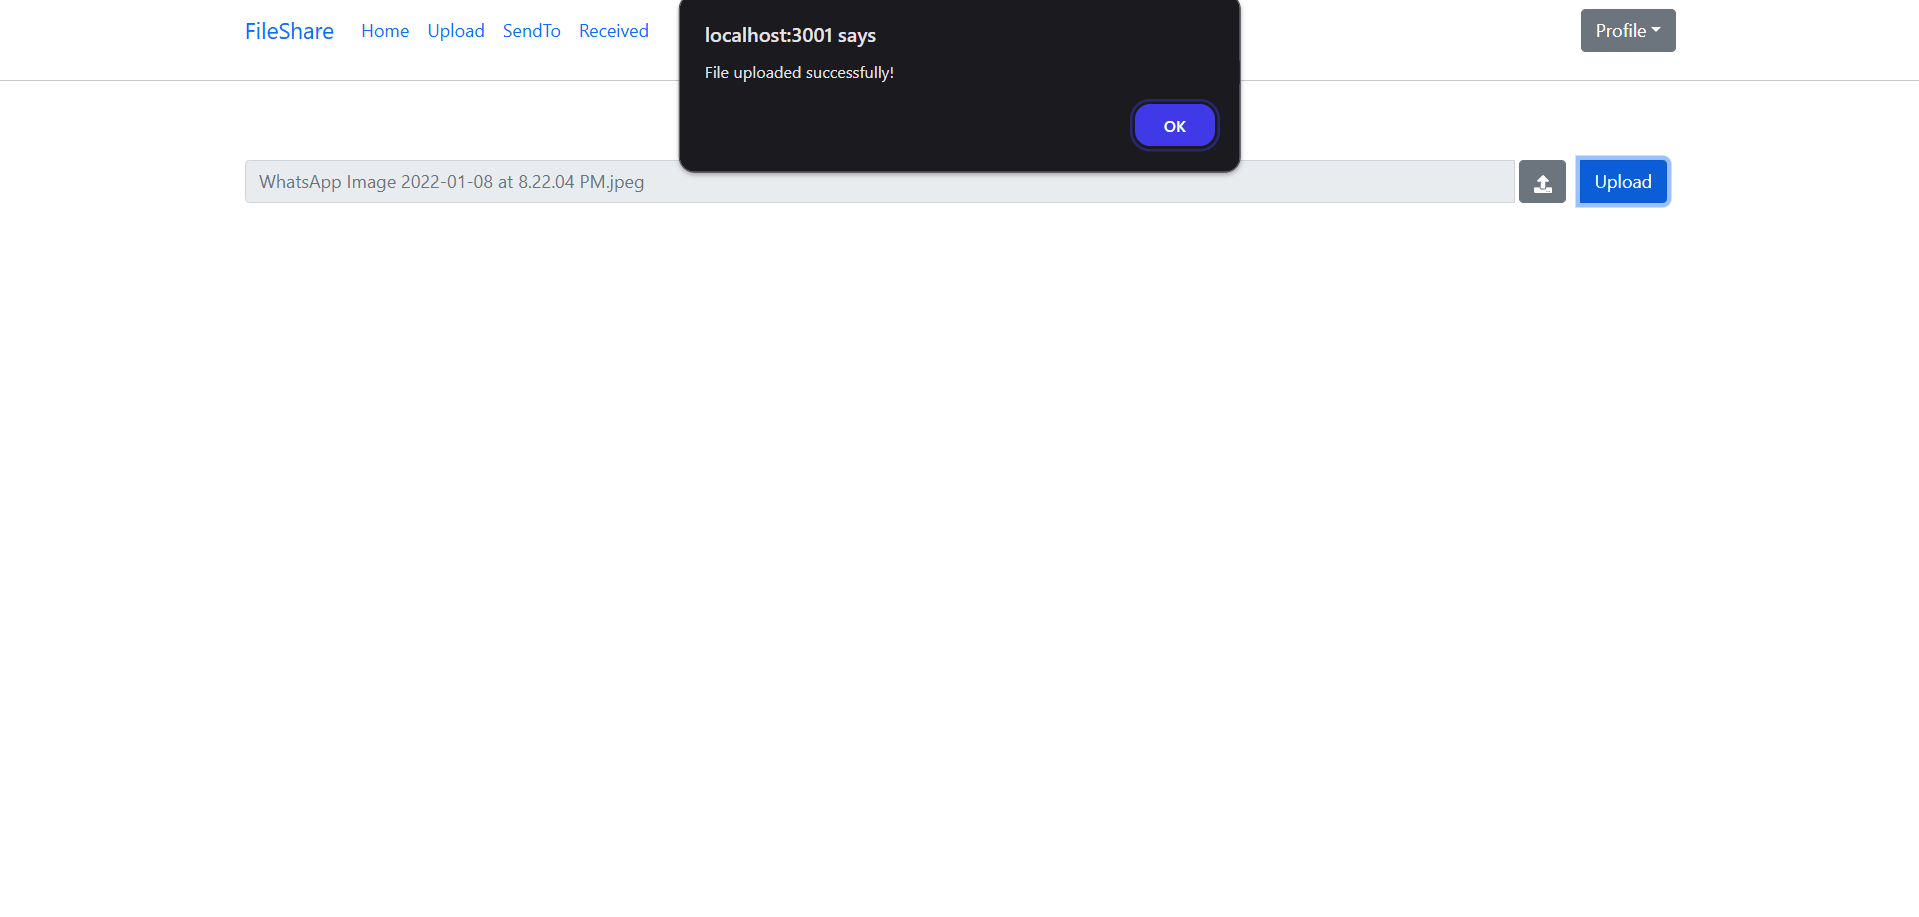 FileShare Home Upload SendTo Received
Profile
localhost:3001 says
File uploaded successfully!
OK
WhatsApp Image 2022-01-08 at 8.22.04 PM.jpeg
Upload